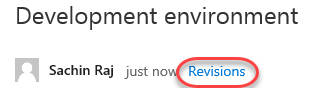 Development environment
Sachin Raj just now Revisions